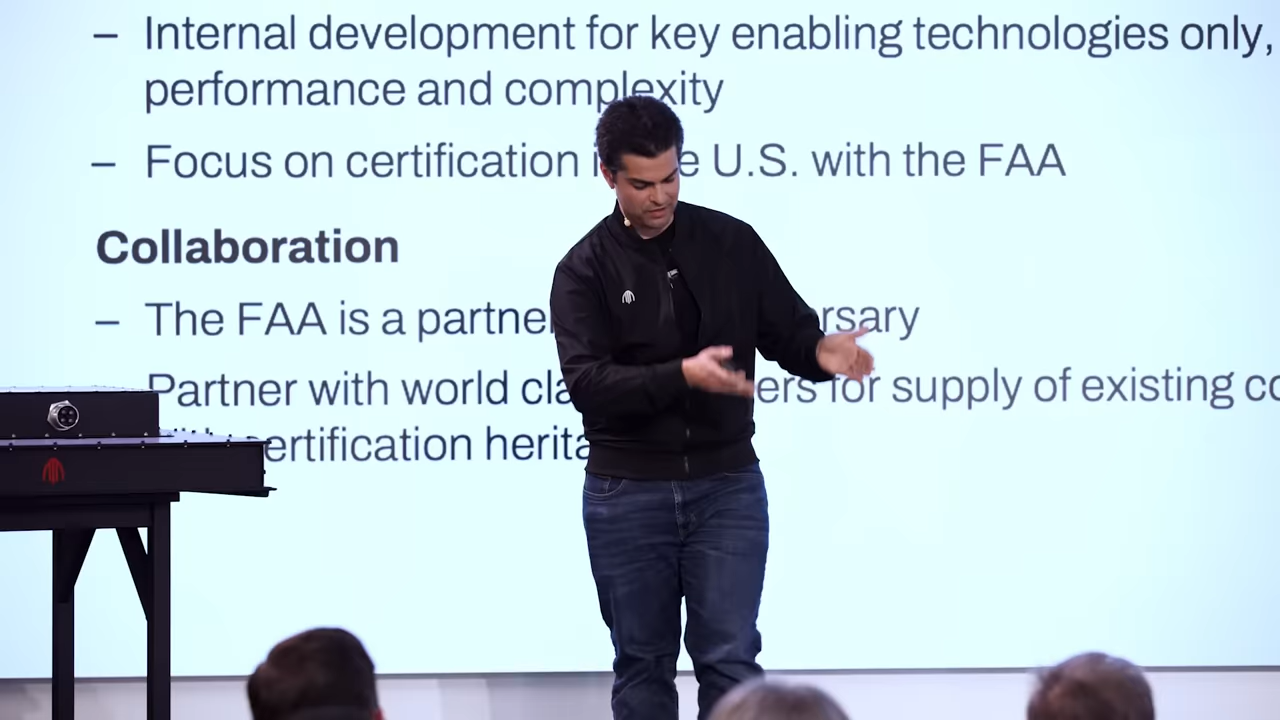 – Internal development for key enabling technologies only,
performance and complexity
– Focus on certification e U.S. with the FAA
Collaboration
– The FAA is a partner rsary
Partner with world cla ers for supply of existing co
ertification herita